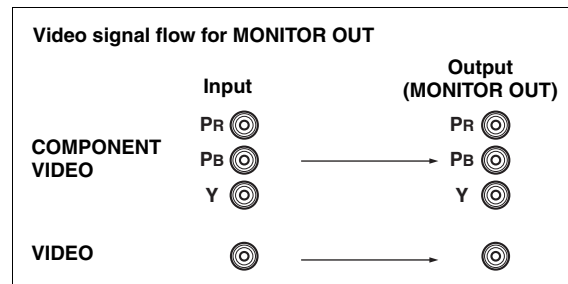 Video signal flow for MONITOR OUT
Input
Output
(MONITOR OUT)
COMPONENT
VIDEO
PR
PR
PB
PB
Y
Y
VIDEO